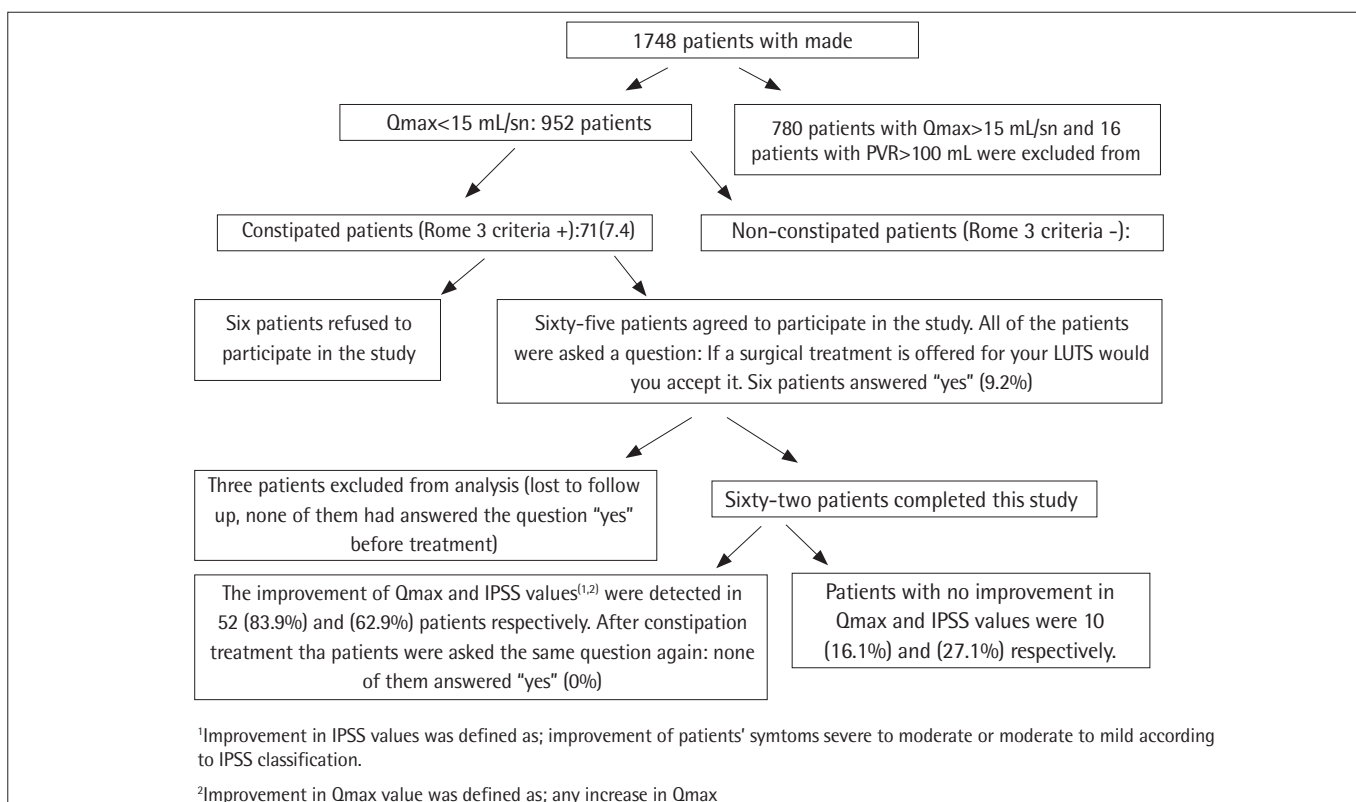 1748 patients with made
Qmax<15 mL/sn: 952 patients
780 patients with Qmax>15 mL/sn and 16
patients with PVR>100 mL were excluded from
Constipated patients (Rome 3 criteria +):71(7.4)
Non-constipated patients (Rome 3 criteria -):
Six patients refused to
participate in the study
Sixty-five patients agreed to participate in the study. All of the patients
were asked a question: If a surgical treatment is offered for your LUTS would
you accept it. Six patients answered “yes” (9.2%)
Three patients excluded from analysis (lost to follow
up, none of them had answered the question “yes”
before treatment)
Sixty-two patients completed this study
The improvement of Qmax and IPSS values(1,2) were detected in
52 (83.9%) and (62.9%) patients respectively. After constipation
treatment tha patients were asked the same question again: none
of them answered “yes” (0%)
Patients with no improvement in
Qmax and IPSS values were 10
(16.1%) and (27.1%) respectively.
1Improvement in IPSS values was defined as; improvement of patients’ symtoms severe to moderate or moderate to mild according
to IPSS classification.
2Improvement in Qmax value was defined as; any increase in Qmax